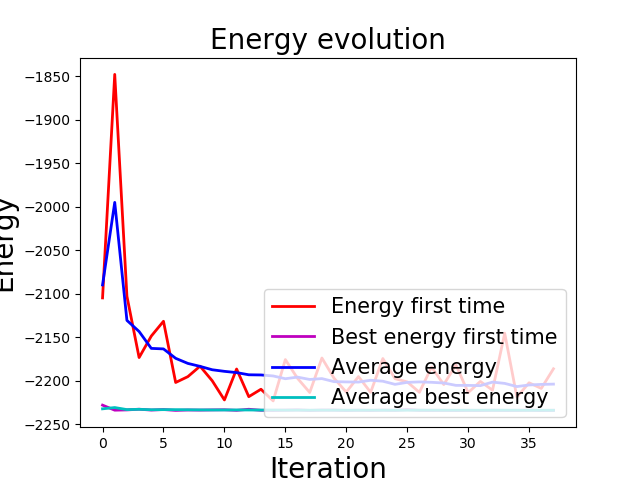 Energy evolution
Energy
−1850
−1900
−1950
−2000
−2050
−2100
−2150
−2200
−2250
Energy first time
Best energy first time
Average energy
Average best energy
0 5 10 15 20 25 30 35
Iteration